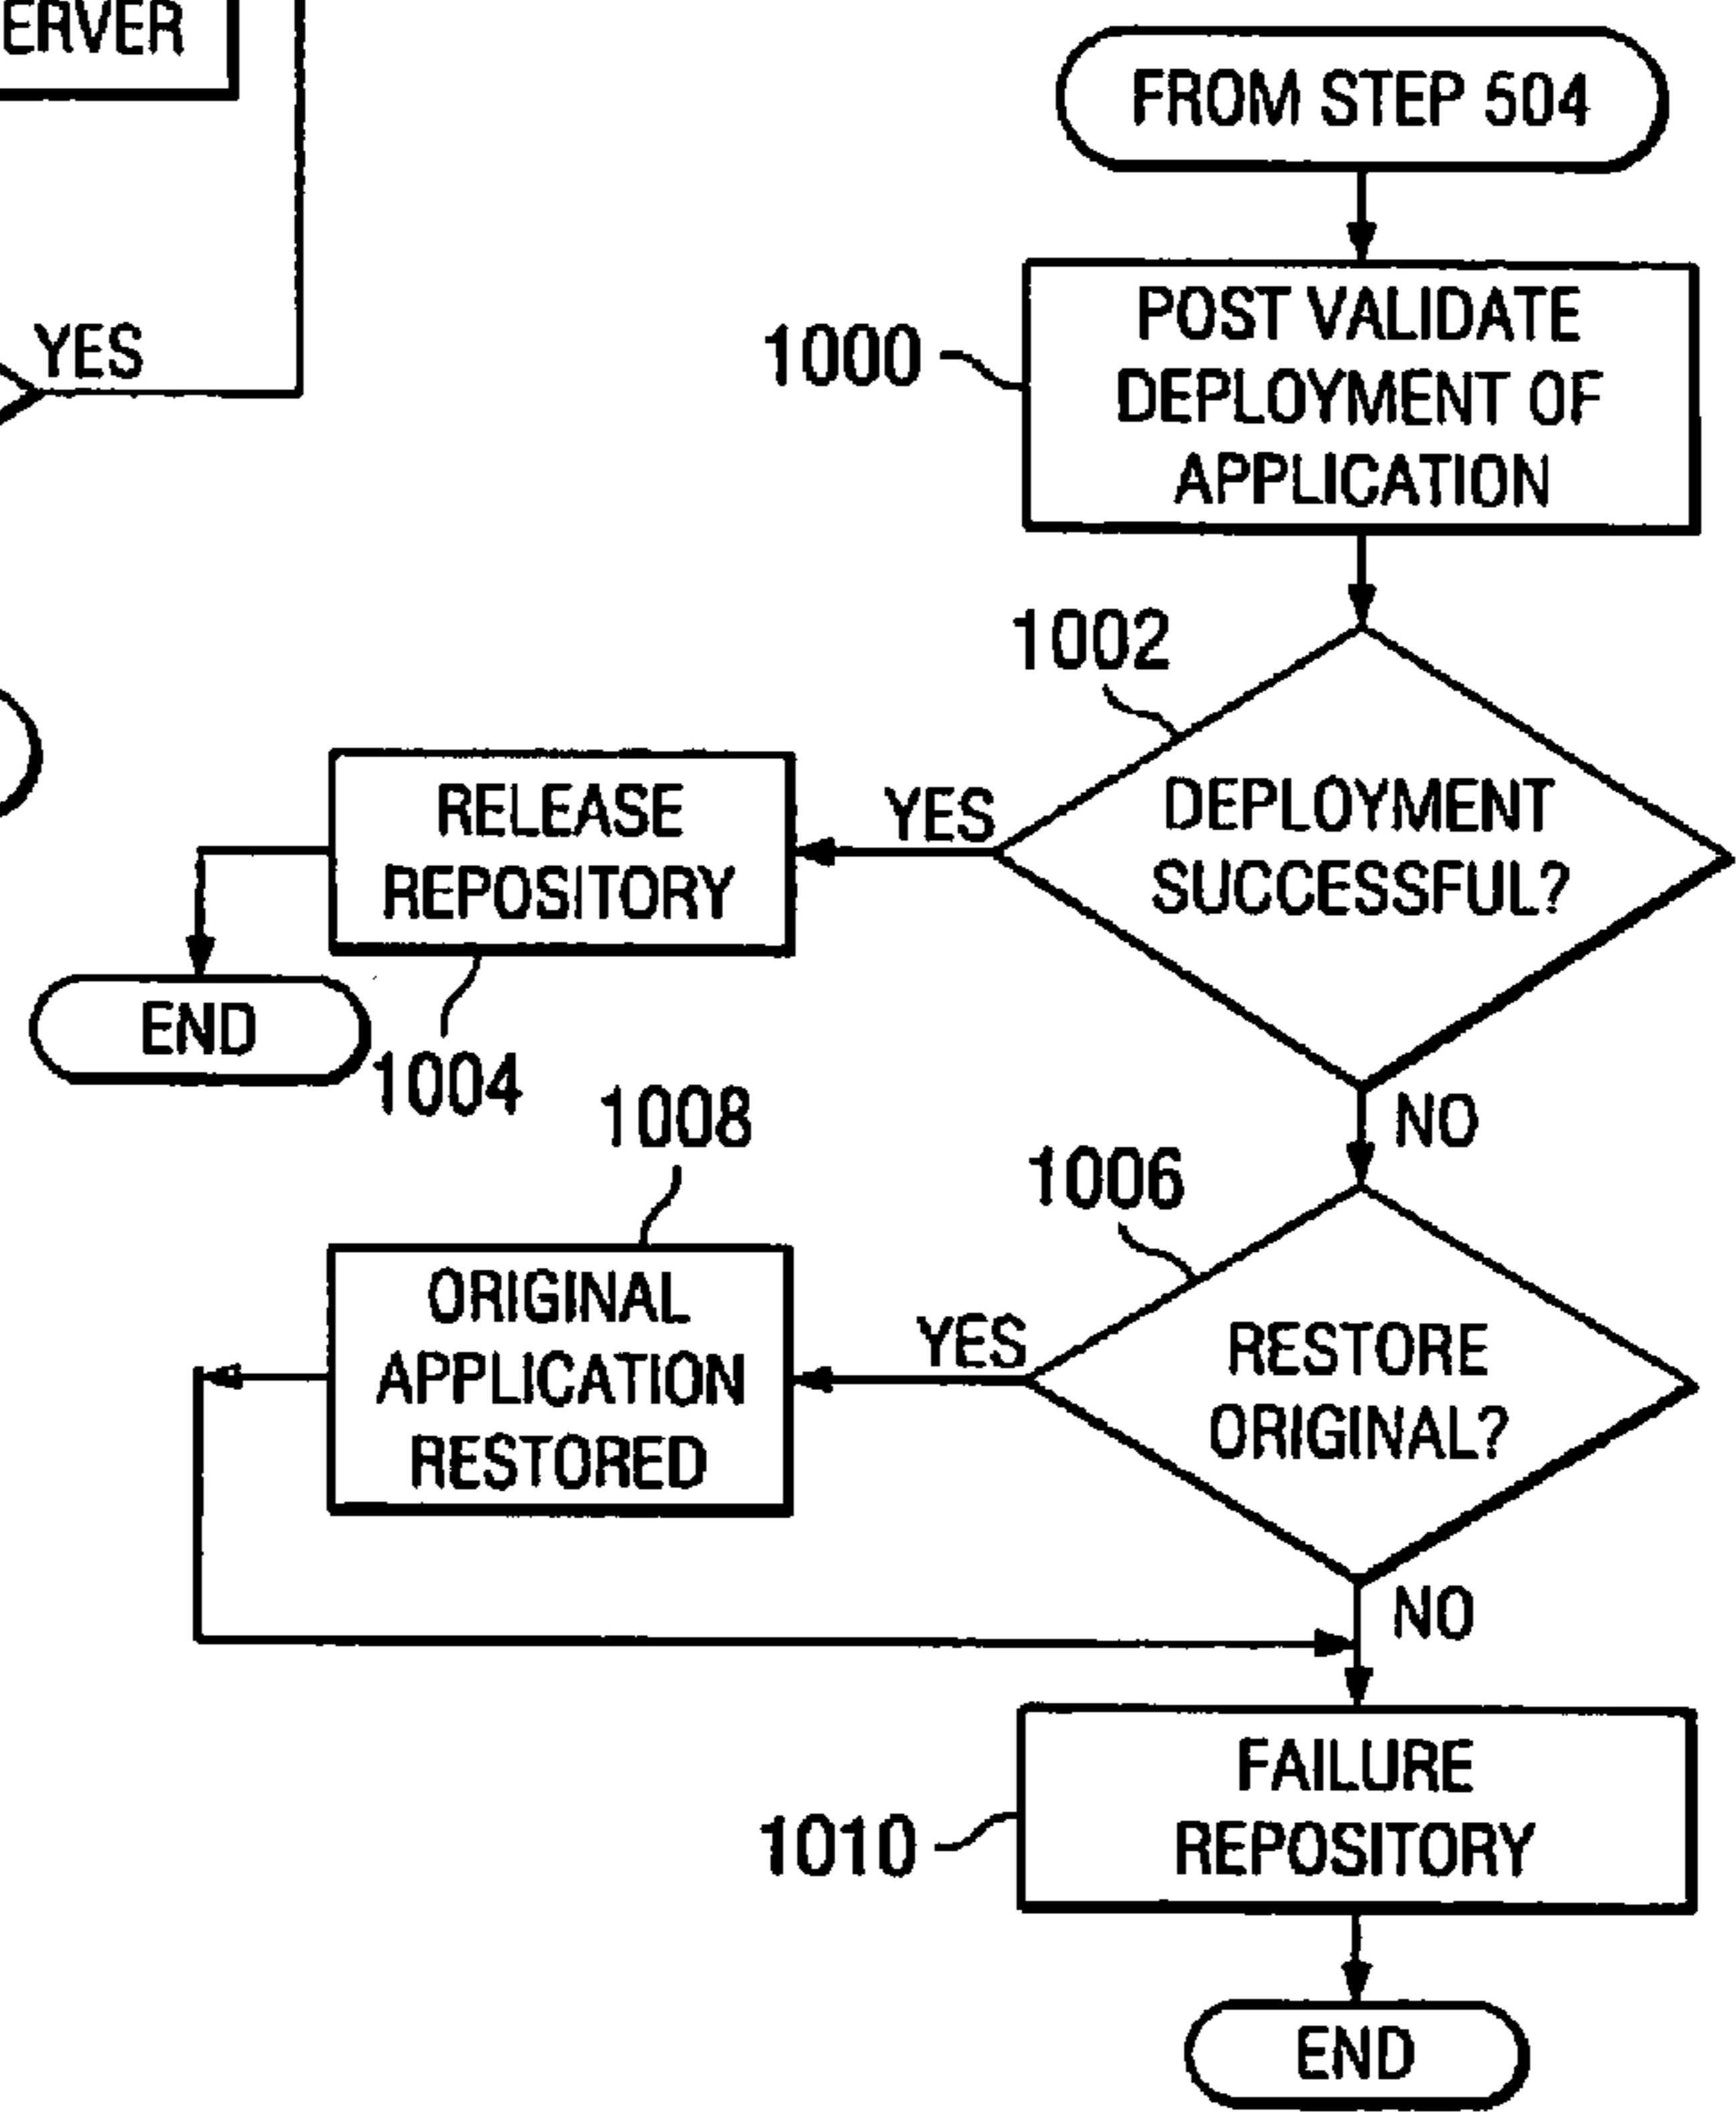 ERVER
YES
FROM STEP 504
1000
POST VALIDATE
DEPLOYMENT OF
APPLICATION
1002
DEPLOYMENT
SUCCESSFUL?
YES
RELEASE
REPOSITORY
1004
END
NO
1006
RESTORE
ORIGINAL?
YES
1008
ORIGINAL
APPLICATION
RESTORED
NO
1010
FAILURE
REPOSITORY
END